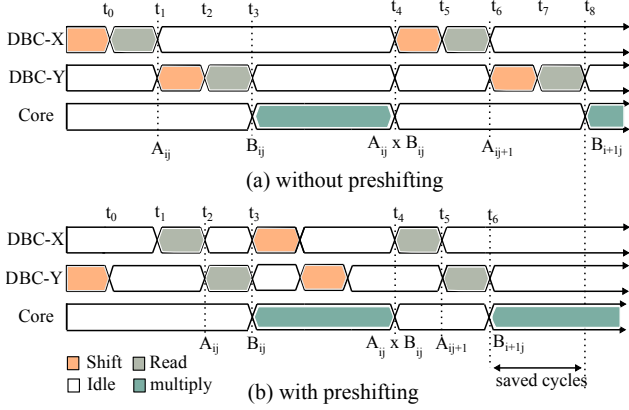 t0 t1 t2 t3 t4 t5 t6 t7 t8
DBC-X
DBC-Y
Core
Aij Bij Aij x Bij Aij+1 Bi+1j
(a) without preshifting
t0 t1 t2 t3 t4 t5 t6
DBC-X
DBC-Y
Core
Aij Bij Aij x Bij Aij+1 Bi+1j
Shift Read
Idle multiply
saved cycles
(b) with preshifting